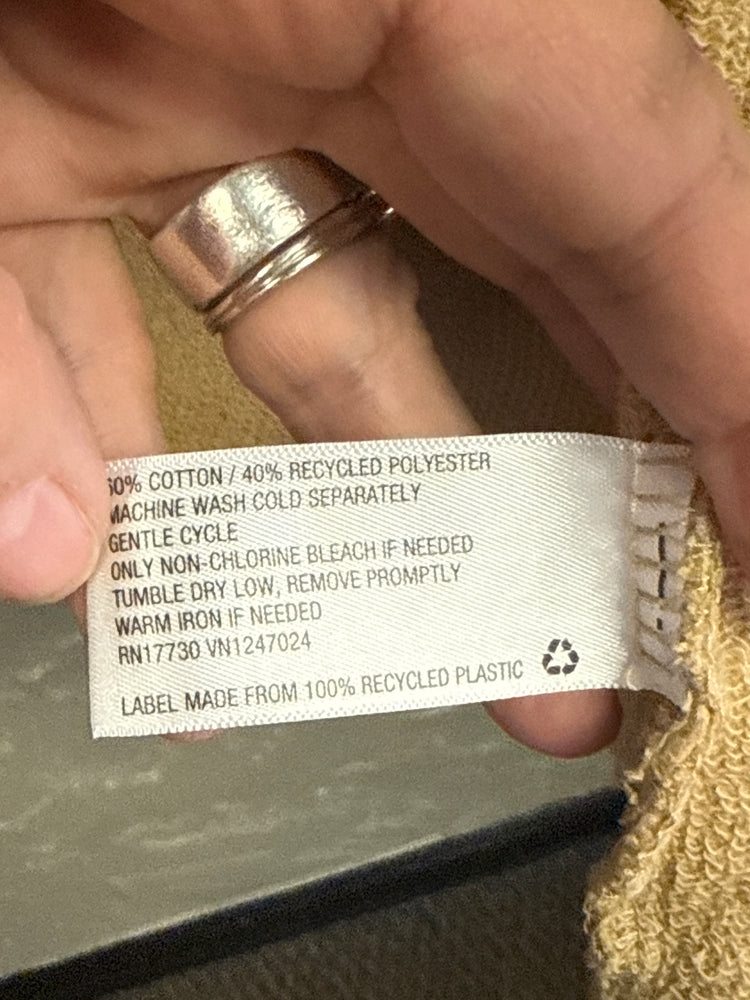 60% COTTON / 40% RECYCLED POLYESTER
MACHINE WASH COLD SEPARATELY
GENTLE CYCLE
ONLY NON-CHLORINE BLEACH IF NEEDED
TUMBLE DRY LOW, REMOVE PROMPTLY
WARM IRON IF NEEDED
RN17730 VN1247024
LABEL MADE FROM 100% RECYCLED PLASTIC